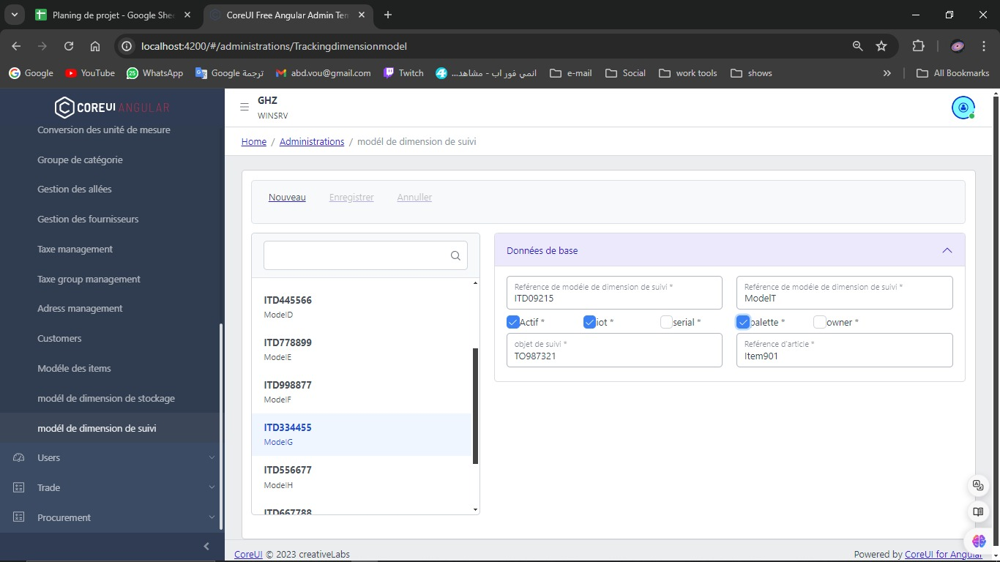 Planing de projet - Google Shee
CoreUI Free Angular Admin Tem
localhost:4200/#/administrations/Trackingdimensionmodel
Google
YouTube
25
WhatsApp
Google ترجمة
abd.vou@gmail.com
Twitch
انمي فور اب - مشاهد...
e-mail
Social
work tools
shows
All Bookmarks
COREUI ANGULAR
Conversion des unité de mesure
Groupe de catégorie
Gestion des allées
Gestion des fournisseurs
Taxe management
Taxe group management
Adress management
Customers
Modéle des items
modél de dimension de stockage
modél de dimension de suivi
Users
Trade
Procurement
GHZ
WINSRV
Home / Administrations / modél de dimension de suivi
Nouveau Enregistrer Annuller
ITD445566
ModelD
ITD778899
ModelE
ITD998877
ModelF
ITD334455
ModelG
ITD556677
ModelH
ITD667788
Données de base
Reférence de modéle de dimension de suivi *
ITD09215
Reférence de modéle de dimension de suivi *
ModelT
Actif * iot * serial * palette * owner *
objet de suivi *
TO987321
Reférence d'article *
Item901
CoreUI © 2023 creativeLabs
Powered by CoreUI for Angular